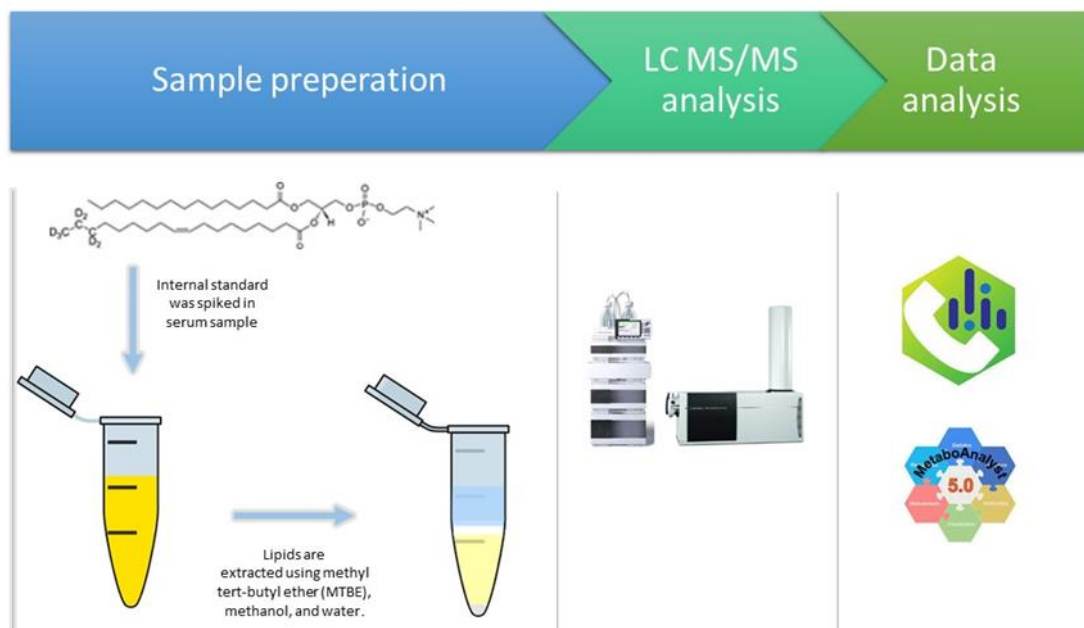 Sample preperation
LC MS/MS
analysis
Data
analysis
O
O
P
O
O
O
O⁻
N⁺
H
O
O
D₂
D₃C
C
C
D₂
Internal standard
was spiked in
serum sample
Lipids are
extracted using methyl
tert-butyl ether (MTBE),
methanol, and water.
MetaboAnalyst
5.0